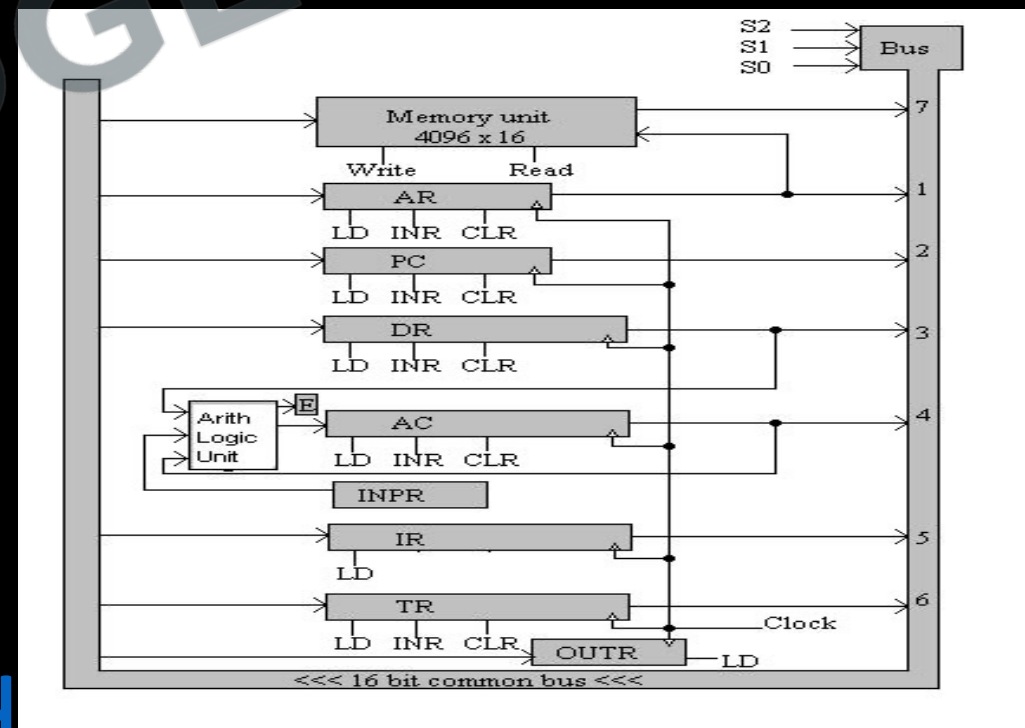 S2
S1
S0
Bus
Memory unit
4096 x 16
7
Write Read
AR
1
LD INR CLR
PC
2
LD INR CLR
DR
3
LD INR CLR
E
Arith
Logic
Unit
AC
4
LD INR CLR
INPR
IR
5
LD
TR
6
Clock
LD INR CLR
OUTR
LD
<<< 16 bit common bus <<<